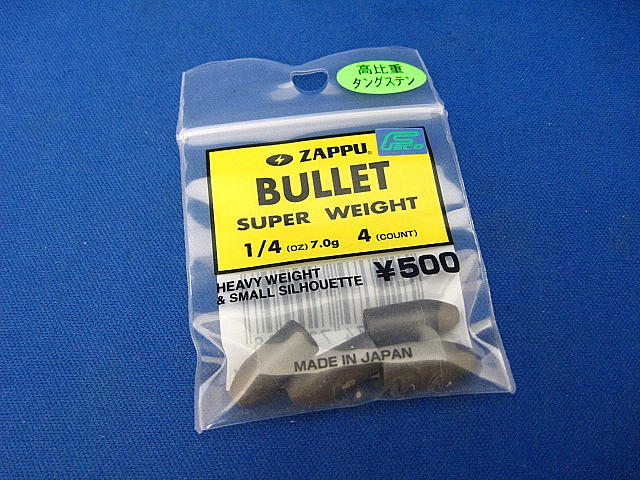 高比重
タングステン
Feco
ZAPPU®
BULLET
SUPER WEIGHT
1/4 (OZ) 7.0g 4 (COUNT)
HEAVY WEIGHT
& SMALL SILHOUETTE
¥500
MADE IN JAPAN